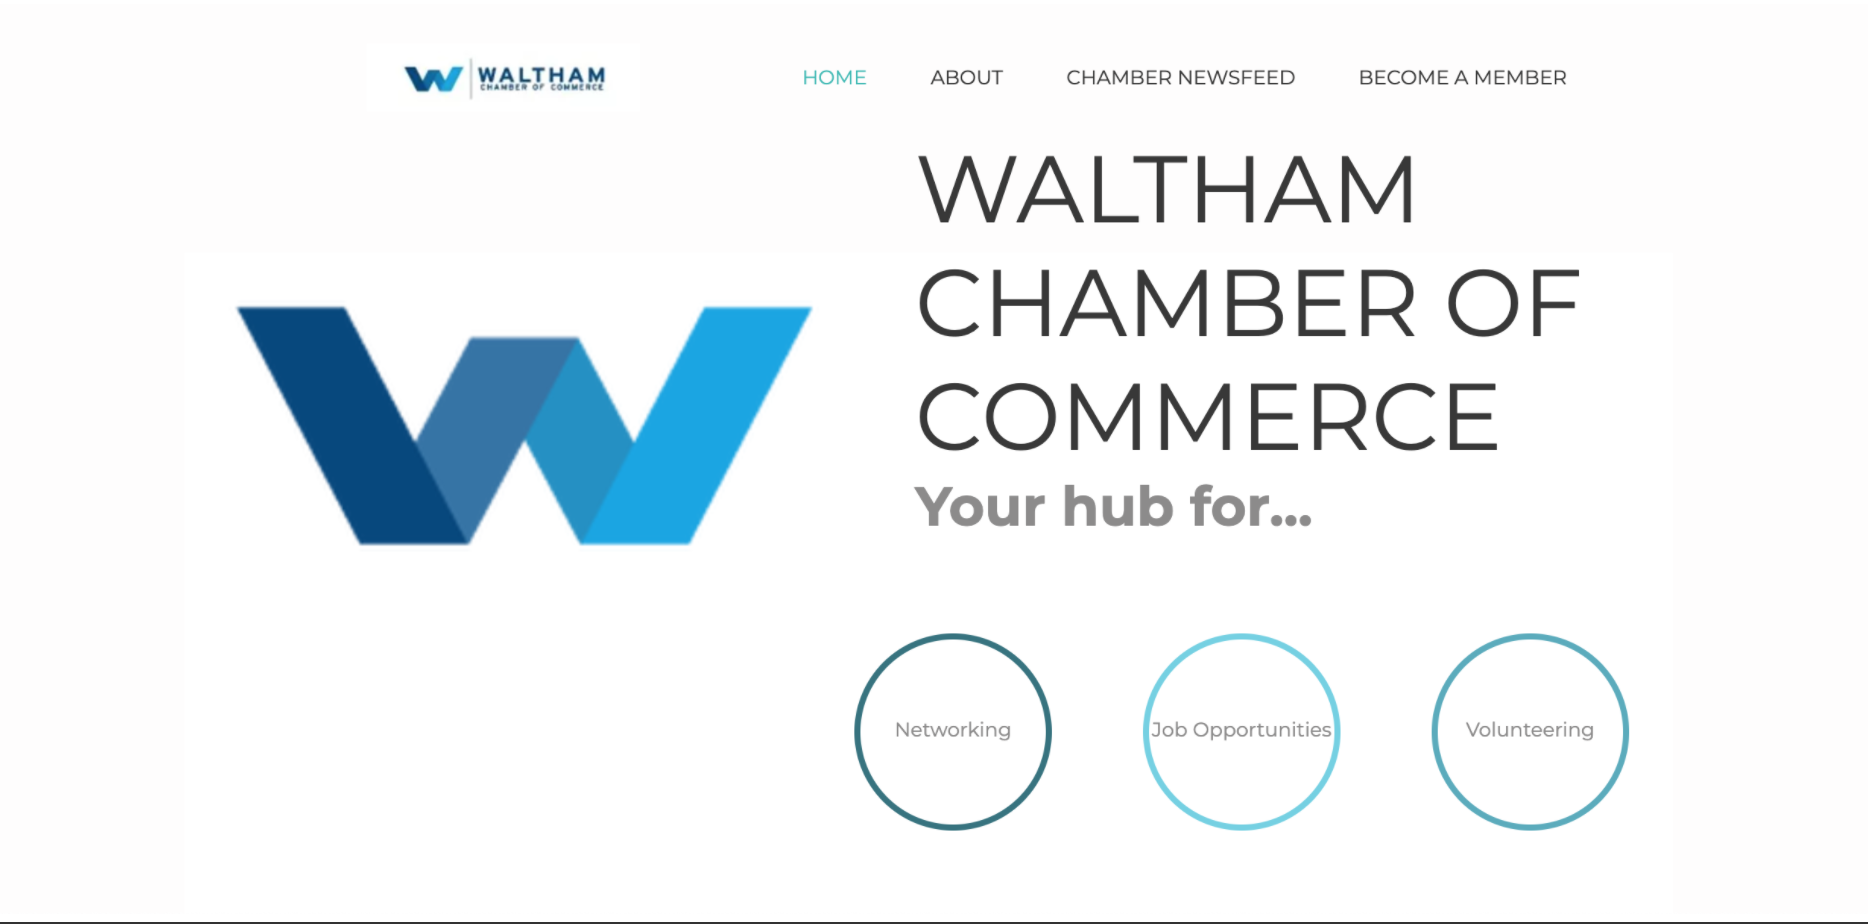 WALTHAM
CHAMBER OF COMMERCE
HOME
ABOUT
CHAMBER NEWSFEED
BECOME A MEMBER
WALTHAM
CHAMBER OF
COMMERCE
Your hub for...
Networking
Job Opportunities
Volunteering